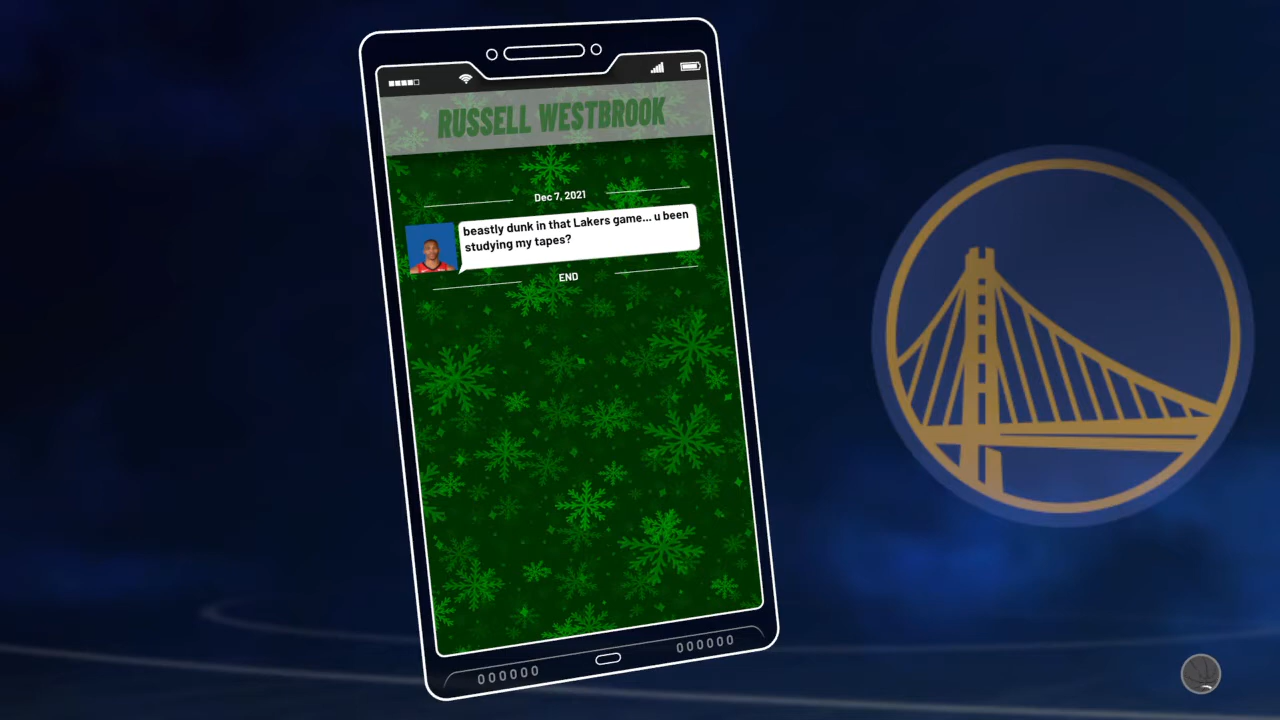 RUSSELL WESTBROOK
Dec 7, 2021
beastly dunk in that Lakers game... u been
studying my tapes?
END